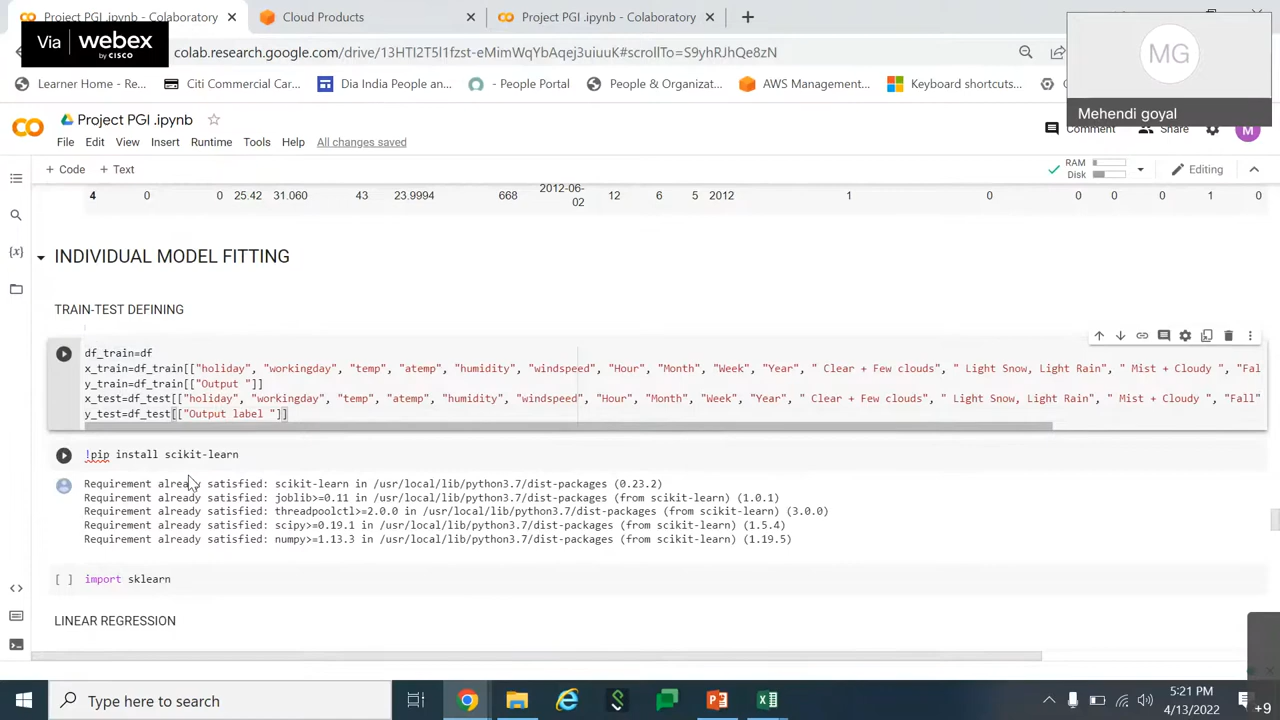 Project PGI .ipynb - Colaboratory
Cloud Products
Project PGI .ipynb - Colaboratory
Via webex by CISCO
colab.research.google.com/drive/13HTI2T5l1fzst-eMimWqYbAqej3uiuuK#scrollTo=S9yhRJhQe8zN
Learner Home - Re...
Citi Commercial Car...
Dia India People an...
- People Portal
People & Organizat...
AWS Management...
Keyboard shortcuts...
MG
Mehendi goyal
Project PGI .ipynb
Comment
Share
M
File Edit View Insert Runtime Tools Help All changes saved
+ Code + Text
RAM
Disk
Editing
4 0 0 25.42 31.060 43 23.9994 668 2012-06-02 12 6 5 2012 1 0 0 0 1 0
INDIVIDUAL MODEL FITTING
TRAIN-TEST DEFINING
df_train=df
x_train=df_train[["holiday", "workingday", "temp", "atemp", "humidity", "windspeed", "Hour", "Month", "Week", "Year", " Clear + Few clouds", " Light Snow, Light Rain", " Mist + Cloudy ", "Fal
y_train=df_train[["Output "]]
x_test=df_test[["holiday", "workingday", "temp", "atemp", "humidity", "windspeed", "Hour", "Month", "Week", "Year", " Clear + Few clouds", " Light Snow, Light Rain", " Mist + Cloudy ", "Fall"
y_test=df_test[["Output label "]]
!pip install scikit-learn
Requirement already satisfied: scikit-learn in /usr/local/lib/python3.7/dist-packages (0.23.2)
Requirement already satisfied: joblib>=0.11 in /usr/local/lib/python3.7/dist-packages (from scikit-learn) (1.0.1)
Requirement already satisfied: threadpoolctl>=2.0.0 in /usr/local/lib/python3.7/dist-packages (from scikit-learn) (3.0.0)
Requirement already satisfied: scipy>=0.19.1 in /usr/local/lib/python3.7/dist-packages (from scikit-learn) (1.5.4)
Requirement already satisfied: numpy>=1.13.3 in /usr/local/lib/python3.7/dist-packages (from scikit-learn) (1.19.5)
[ ] import sklearn
LINEAR REGRESSION
Type here to search
5:21 PM
4/13/2022
+9